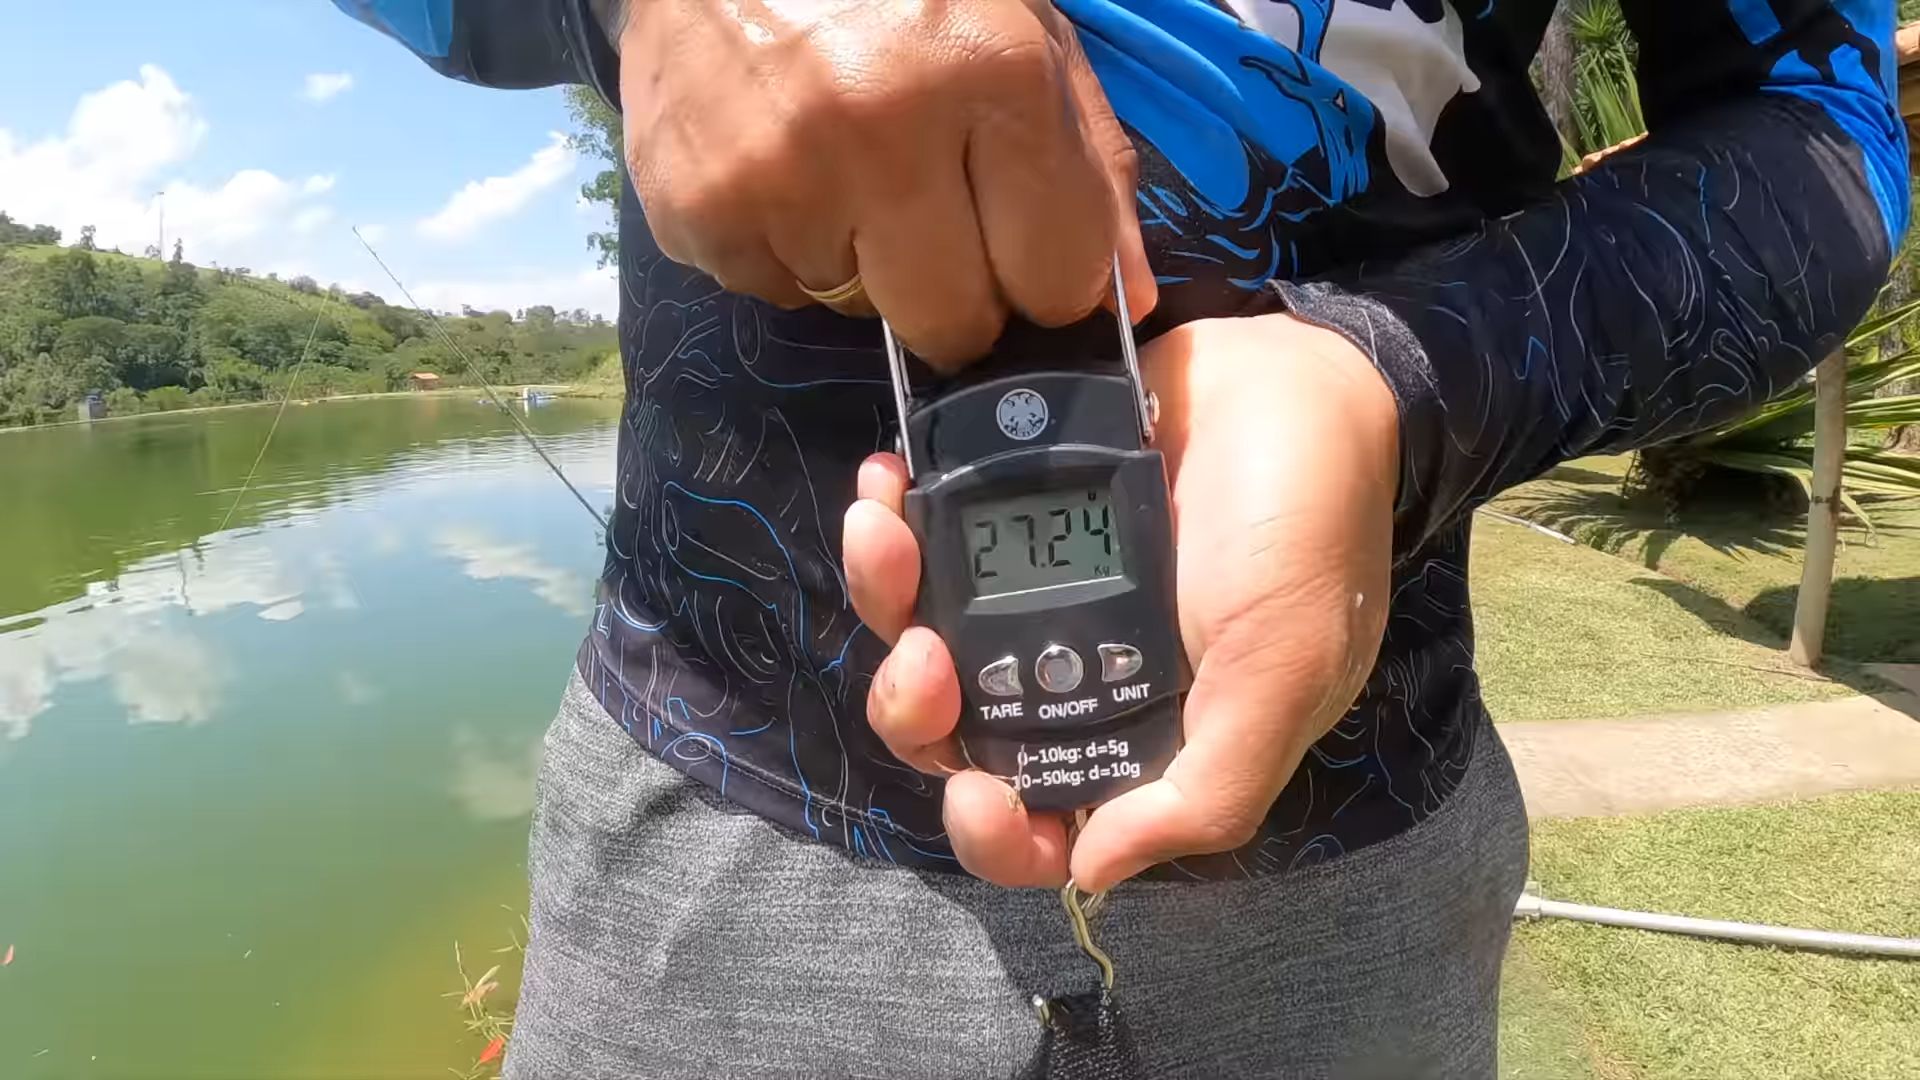 27.24
Kg
TARE ON/OFF UNIT
0~10kg: d=5g
10~50kg: d=10g